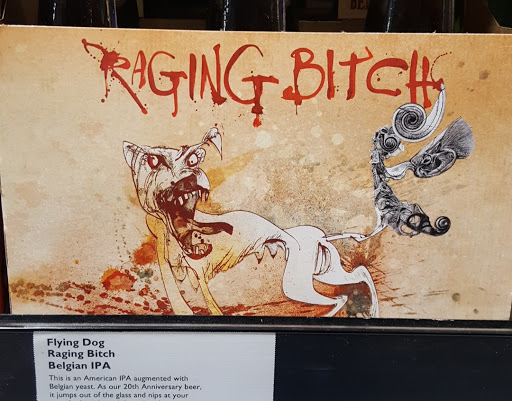 RAGING BITCH
Flying Dog
Raging Bitch
Belgian IPA
This is an American IPA augmented with
Belgian yeast. As our 20th Anniversary beer,
it jumps out of the glass and nips at your